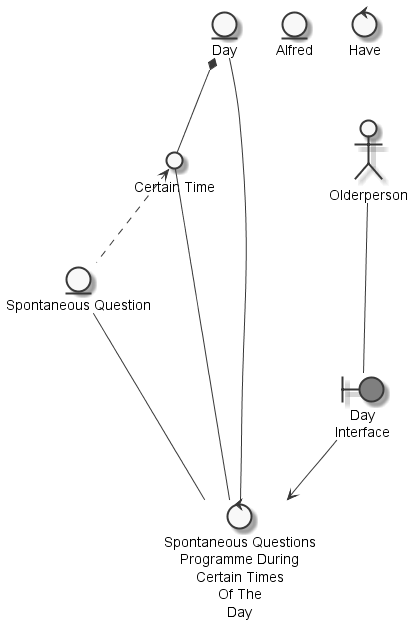 Day
Alfred
Have
Certain Time
Olderperson
Spontaneous Question
Day
Interface
Spontaneous Questions
Programme During
Certain Times
Of The
Day